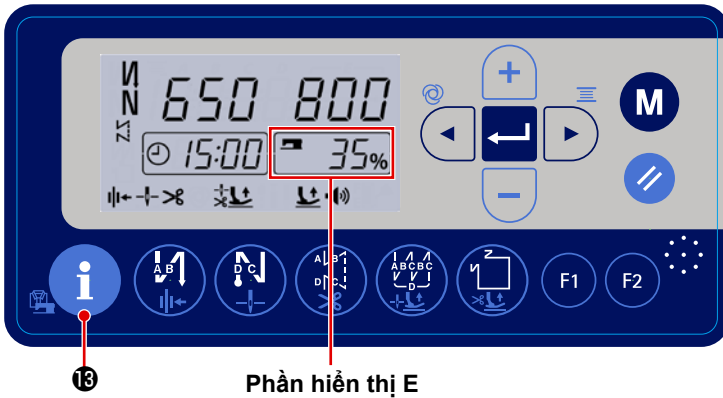 650 800
15:00 35%
M
i
A B
D C
A B
D C
A B C B C
D
F1
F2
⓭
Phần hiển thị E